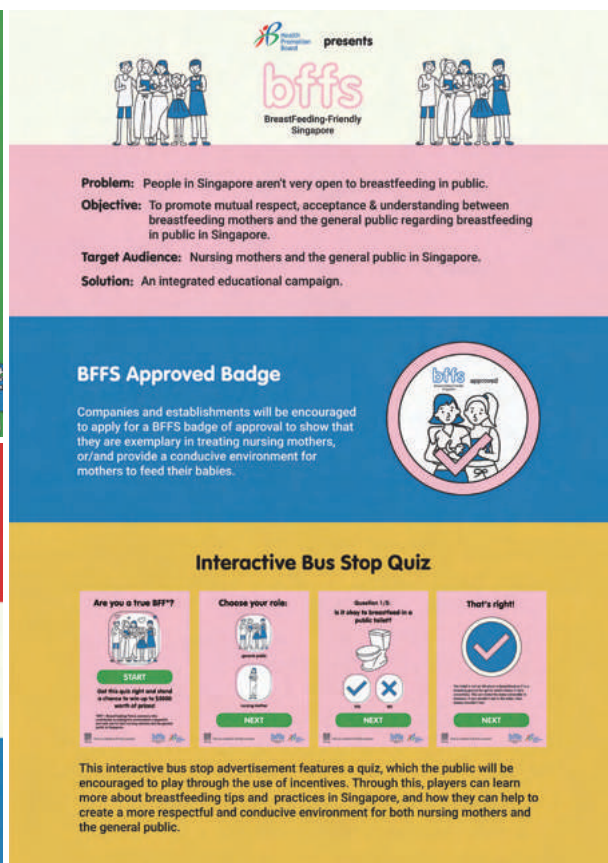 Health
Promotion
Board
presents
bffs
BreastFeeding-Friendly
Singapore
Problem: People in Singapore aren't very open to breastfeeding in public.
Objective: To promote mutual respect, acceptance & understanding between
breastfeeding mothers and the general public regarding breastfeeding
in public in Singapore.
Target Audience: Nursing mothers and the general public in Singapore.
Solution: An integrated educational campaign.
BFFS Approved Badge
Companies and establishments will be encouraged
to apply for a BFFS badge of approval to show that
they are exemplary in treating nursing mothers,
or/and provide a conducive environment for
mothers to feed their babies.
bffs approved
Interactive Bus Stop Quiz
Are you a true BFF*?
START
Get this quiz right and stand
a chance to win up to $5000
worth of prizes!
Choose your role:
general public
nursing mother
NEXT
Question 1/5:
Is it okay to breastfeed in a
public toilet?
NEXT
That's right!
NEXT
This interactive bus stop advertisement features a quiz, which the public will be
encouraged to play through the use of incentives. Through this, players can learn
more about breastfeeding tips and practices in Singapore, and how they can help to
create a more respectful and conducive environment for both nursing mothers and
the general public.